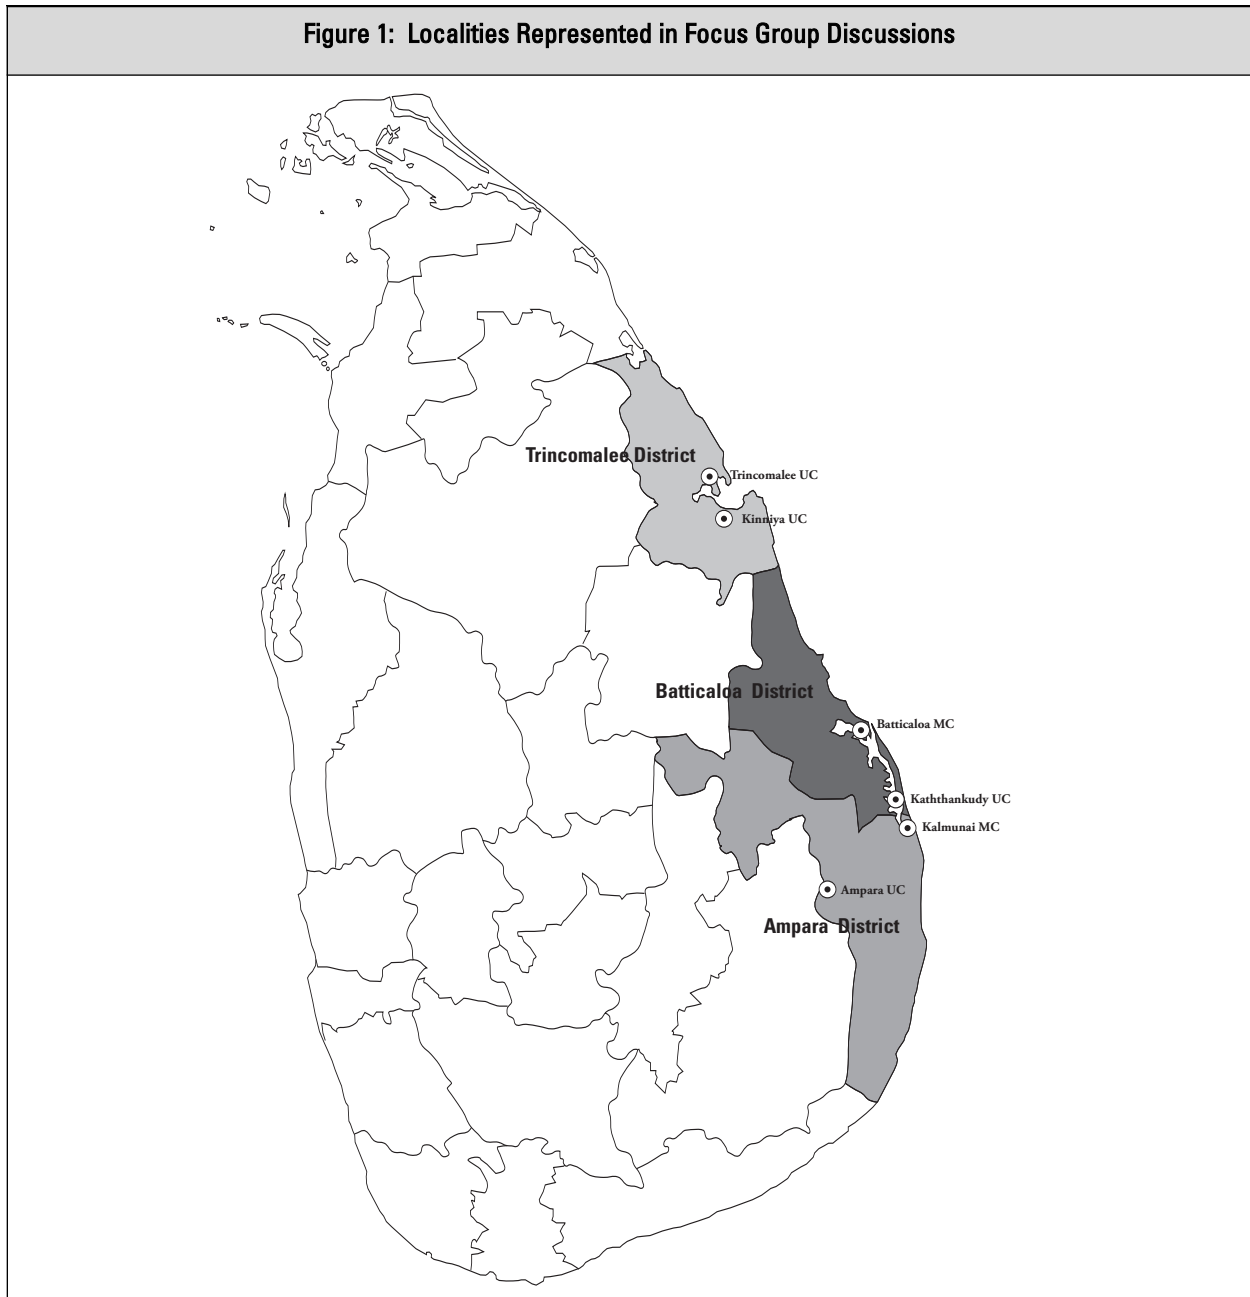 Figure 1:  Localities Represented in Focus Group Discussions
Trincomalee District
Trincomalee UC
Kinniya UC
Batticaloa District
Batticaloa MC
Kaththankudy UC
Kalmunai MC
Ampara UC
Ampara District